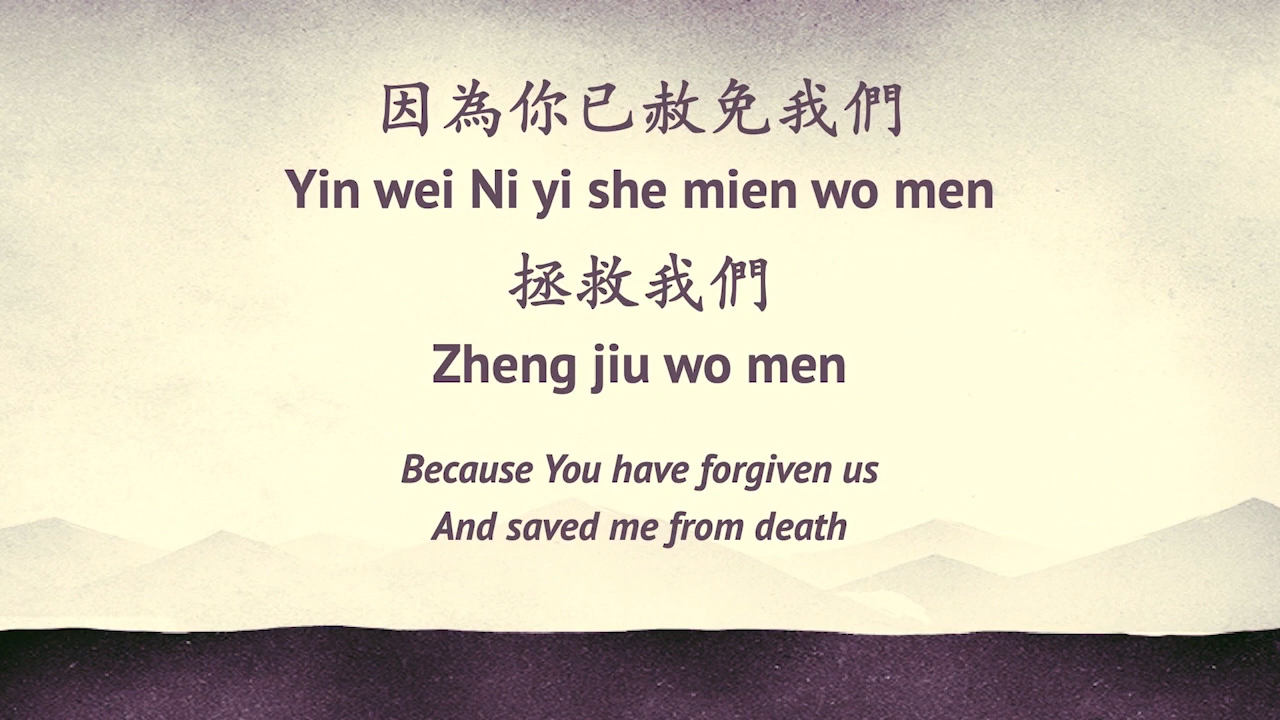 因為你已赦免我們
Yin wei Ni yi she mien wo men
拯救我們
Zheng jiu wo men
Because You have forgiven us
And saved me from death